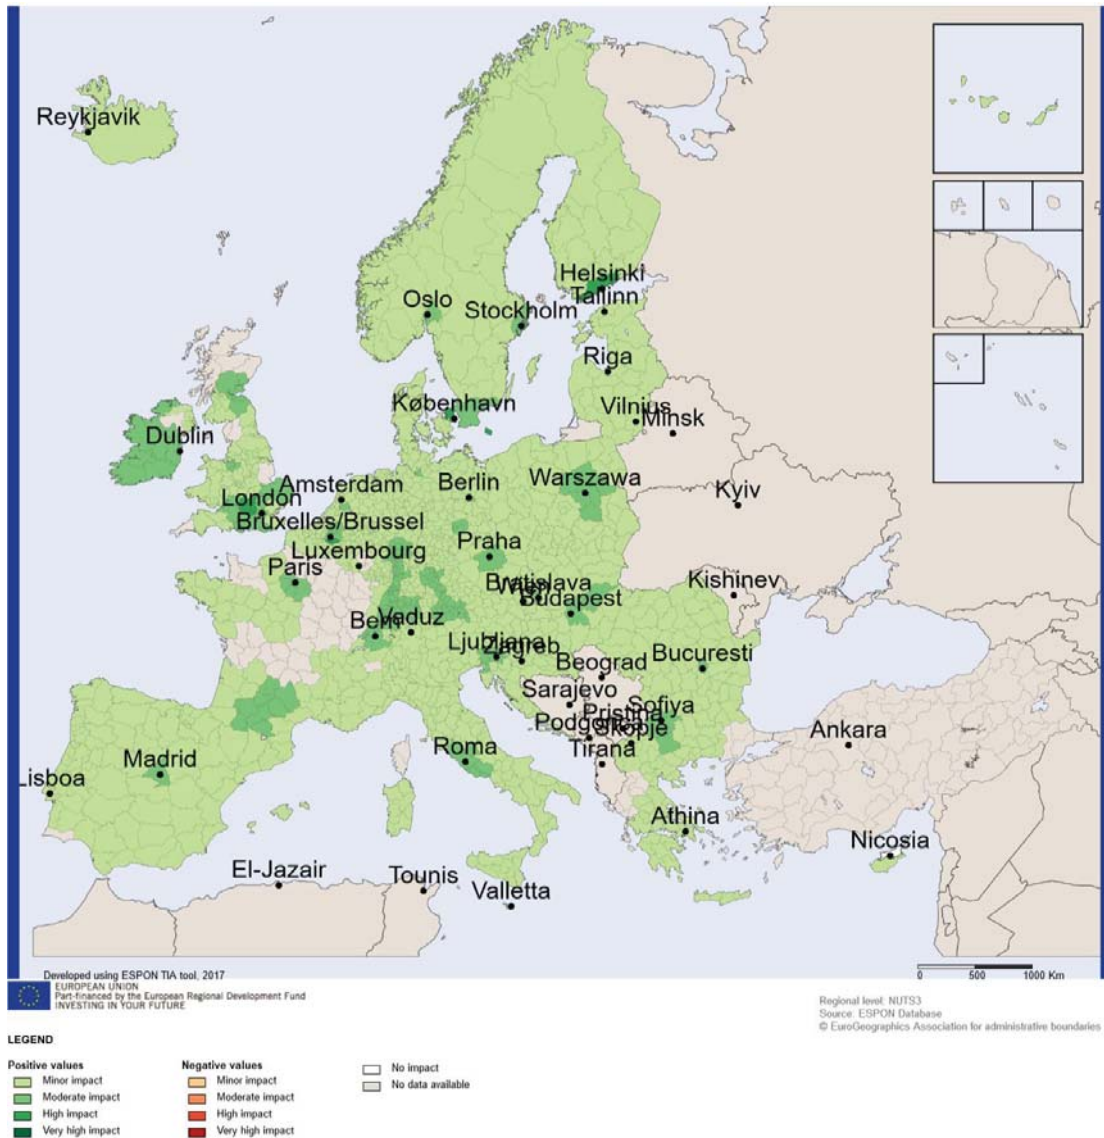 Reykjavik
Helsinki
Tallinn
Oslo
Stockholm
Riga
København
Vilnius
Minsk
Dublin
Amsterdam
Berlin
Warszawa
London
Kyiv
Bruxelles/Brussel
Praha
Luxembourg
Paris
Bratislava
Wien
Budapest
Kishinev
Vaduz
Bern
Ljubljana
Zagreb
Beograd
Bucuresti
Sarajevo
Sofiya
Pristina
Podgorica
Skopje
Ankara
Roma
Tirana
Madrid
Lisboa
Athina
Nicosia
El-Jazair
Tounis
Valletta
Developed using ESPON TIA tool, 2017
0 500 1000 Km
EUROPEAN UNION
Part-financed by the European Regional Development Fund
INVESTING IN YOUR FUTURE
Regional level: NUTS3
Source: ESPON Database
© EuroGeographics Association for administrative boundaries
LEGEND
Positive values
Minor impact
Moderate impact
High impact
Very high impact
Negative values
Minor impact
Moderate impact
High impact
Very high impact
No impact
No data available